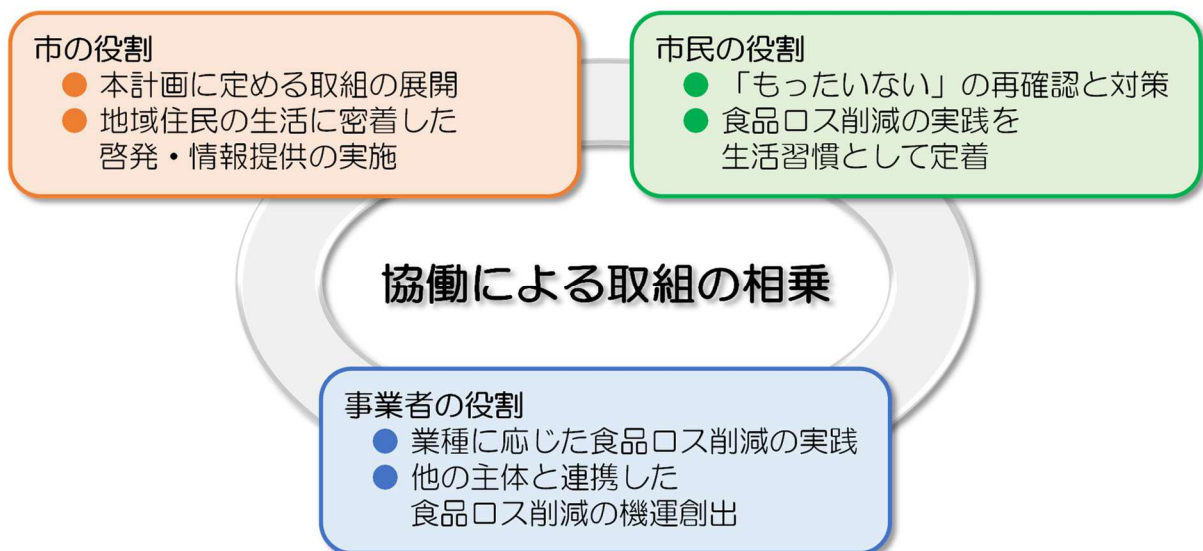 市の役割
● 本計画に定める取組の展開
● 地域住民の生活に密着した
啓発・情報提供の実施
市民の役割
● 「もったいない」の再確認と対策
● 食品ロス削減の実践を
生活習慣として定着
協働による取組の相乗
事業者の役割
● 業種に応じた食品ロス削減の実践
● 他の主体と連携した
食品ロス削減の機運創出